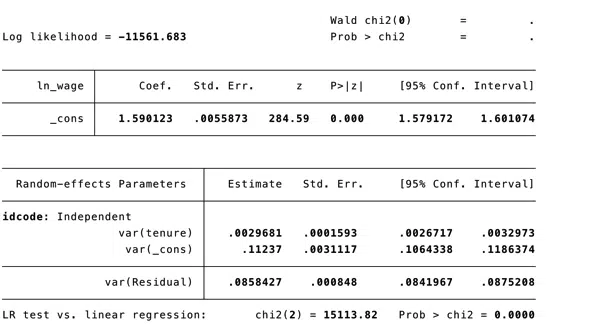 Wald chi2(0) = .
Log likelihood = -11561.683 Prob > chi2 = .
ln_wage Coef. Std. Err. z P>|z| [95% Conf. Interval]
_cons 1.590123 .0055873 284.59 0.000 1.579172 1.601074
Random-effects Parameters Estimate Std. Err. [95% Conf. Interval]
idcode: Independent
var(tenure) .0029681 .0001593 .0026717 .0032973
var(_cons) .11237 .0031117 .1064338 .1186374
var(Residual) .0858427 .000848 .0841967 .0875208
LR test vs. linear regression: chi2(2) = 15113.82 Prob > chi2 = 0.0000